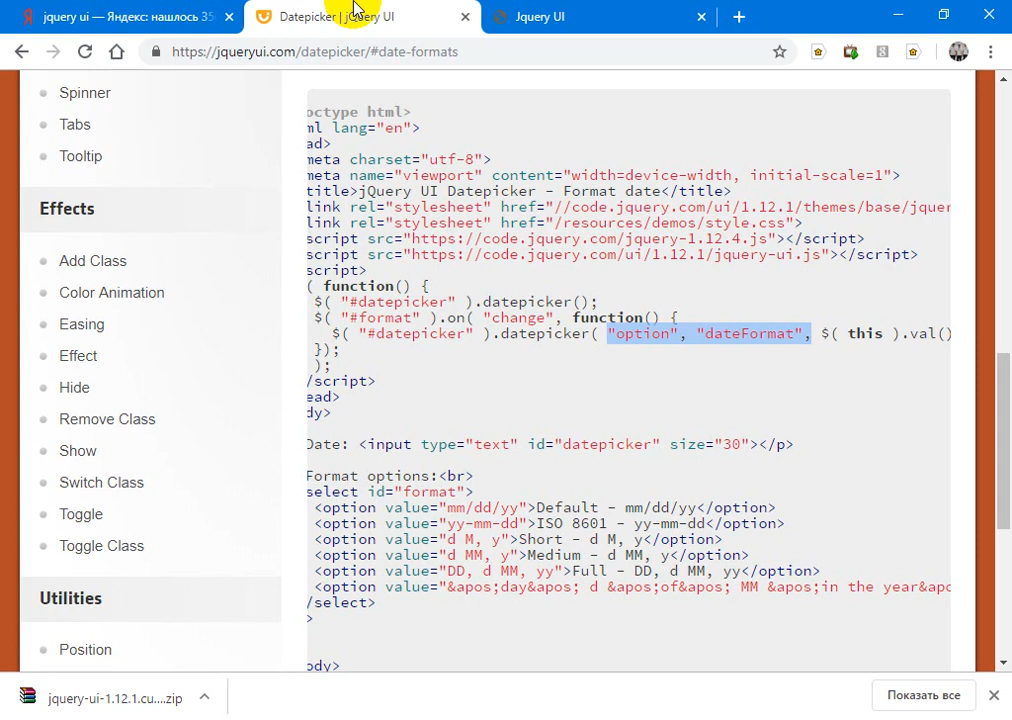 jquery ui — Яндекс: нашлось 35
Datepicker | jQuery UI
Jquery UI
https://jqueryui.com/datepicker/#date-formats
Spinner
Tabs
Tooltip
Effects
Add Class
Color Animation
Easing
Effect
Hide
Remove Class
Show
Switch Class
Toggle
Toggle Class
Utilities
Position
octype html>
ml lang="en">
ad>
meta charset="utf-8">
meta name="viewport" content="width=device-width, initial-scale=1">
title>jQuery UI Datepicker - Format date</title>
link rel="stylesheet" href="//code.jquery.com/ui/1.12.1/themes/base/jquer
link rel="stylesheet" href="/resources/demos/style.css">
script src="https://code.jquery.com/jquery-1.12.4.js"></script>
script src="https://code.jquery.com/ui/1.12.1/jquery-ui.js"></script>
script>
( function() {
$( "#datepicker" ).datepicker();
$( "#format" ).on( "change", function() {
$( "#datepicker" ).datepicker( "option", "dateFormat", $( this ).val()
});
);
/script>
ead>
dy>
Date: <input type="text" id="datepicker" size="30"></p>
Format options:<br>
select id="format">
<option value="mm/dd/yy">Default - mm/dd/yy</option>
<option value="yy-mm-dd">ISO 8601 - yy-mm-dd</option>
<option value="d M, y">Short - d M, y</option>
<option value="d MM, y">Medium - d MM, y</option>
<option value="DD, d MM, yy">Full - DD, d MM, yy</option>
<option value="&apos;day&apos; d &apos;of&apos; MM &apos;in the year&apo
/select>
>
ody>
jquery-ui-1.12.1.cu....zip
Показать все